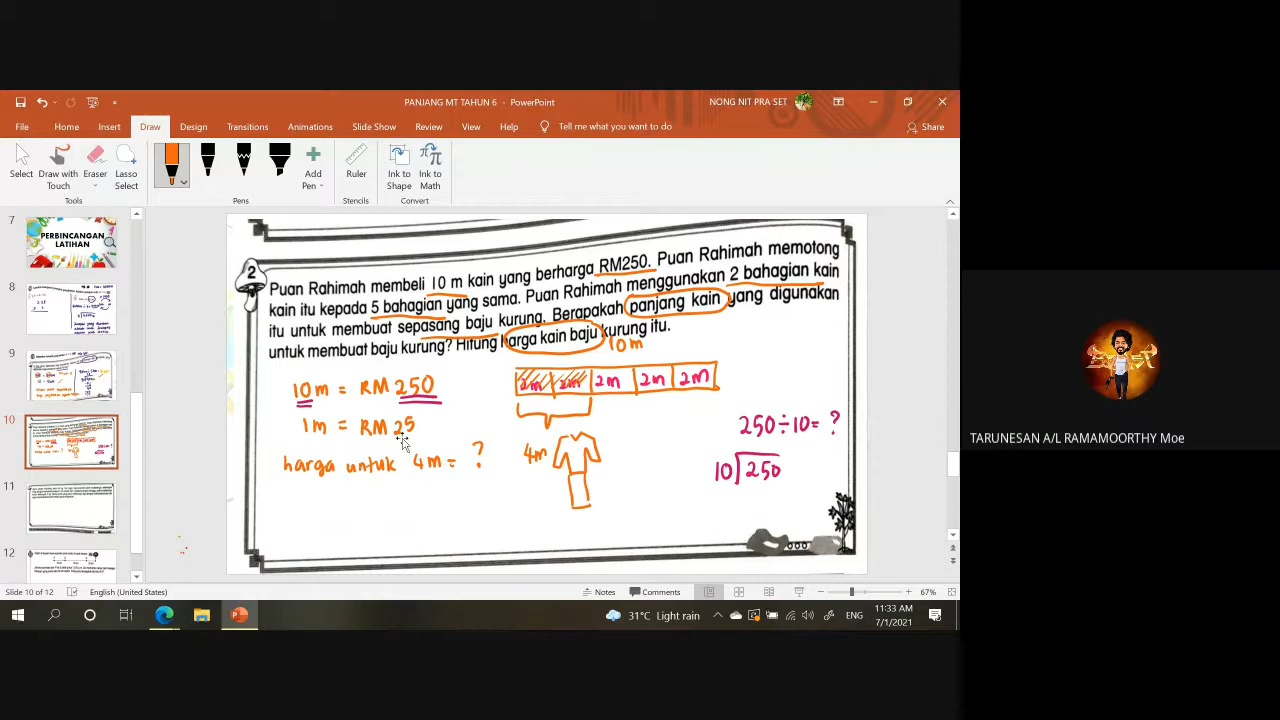 PANJANG MT TAHUN 6 - PowerPoint
NONG NIT PRA SET
File Home Insert Draw Design Transitions Animations Slide Show Review View Help Tell me what you want to do Share
Select Draw with Touch Eraser Lasso Select Add Pen Ruler Ink to Shape Ink to Math
Tools Pens Stencils Convert
7
PERBINCANGAN
LATIHAN
8
9
10
11
12
2
Puan Rahimah membeli 10 m kain yang berharga RM250. Puan Rahimah memotong
kain itu kepada 5 bahagian yang sama. Puan Rahimah menggunakan 2 bahagian kain
itu untuk membuat sepasang baju kurung. Berapakah panjang kain yang digunakan
untuk membuat baju kurung? Hitung harga kain baju kurung itu.
10m
2m 2m 2m 2m 2m
10m = RM 250
1m = RM 25
harga untuk 4m = ?
4m
250 ÷ 10 = ?
10 250
TARUNESAN A/L RAMAMOORTHY Moe
Slide 10 of 12 English (United States) Notes Comments 67%
31°C Light rain ENG 11:33 AM
7/1/2021